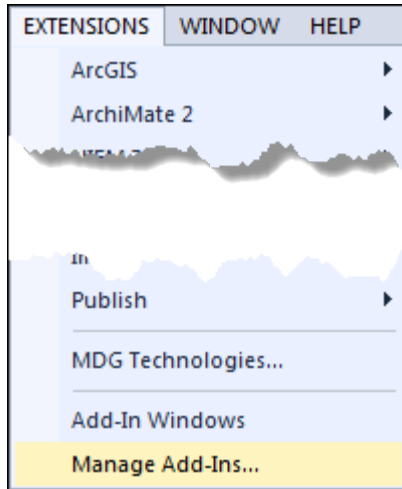 EXTENSIONS WINDOW HELP
ArcGIS
ArchiMate 2
Publish
MDG Technologies...
Add-In Windows
Manage Add-Ins...